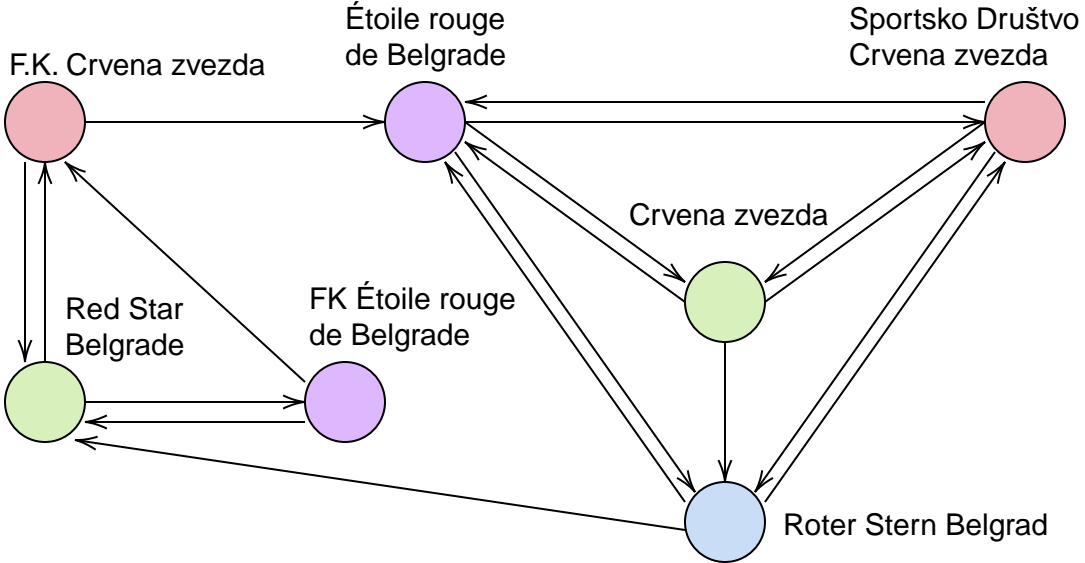 Étoile rouge
de Belgrade
Sportsko Društvo
Crvena zvezda
F.K. Crvena zvezda
Crvena zvezda
Red Star
Belgrade
FK Étoile rouge
de Belgrade
Roter Stern Belgrad